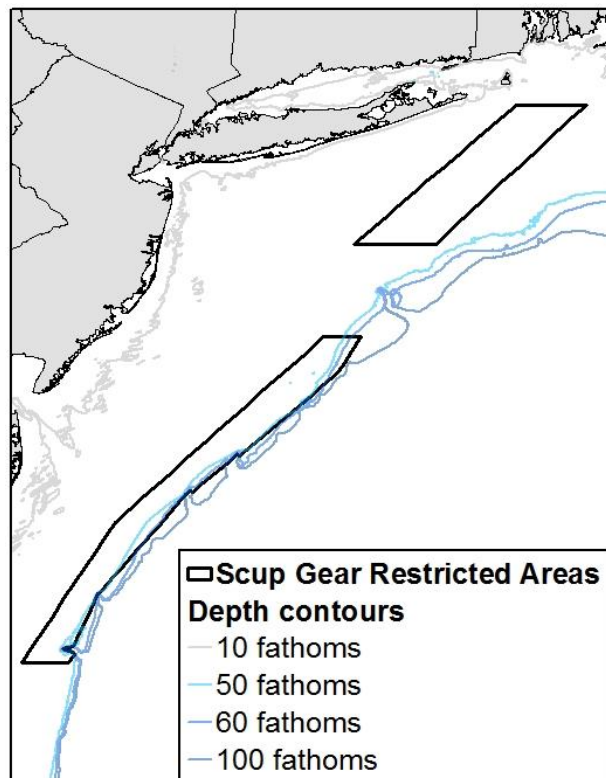 Scup Gear Restricted Areas
Depth contours
10 fathoms
50 fathoms
60 fathoms
100 fathoms